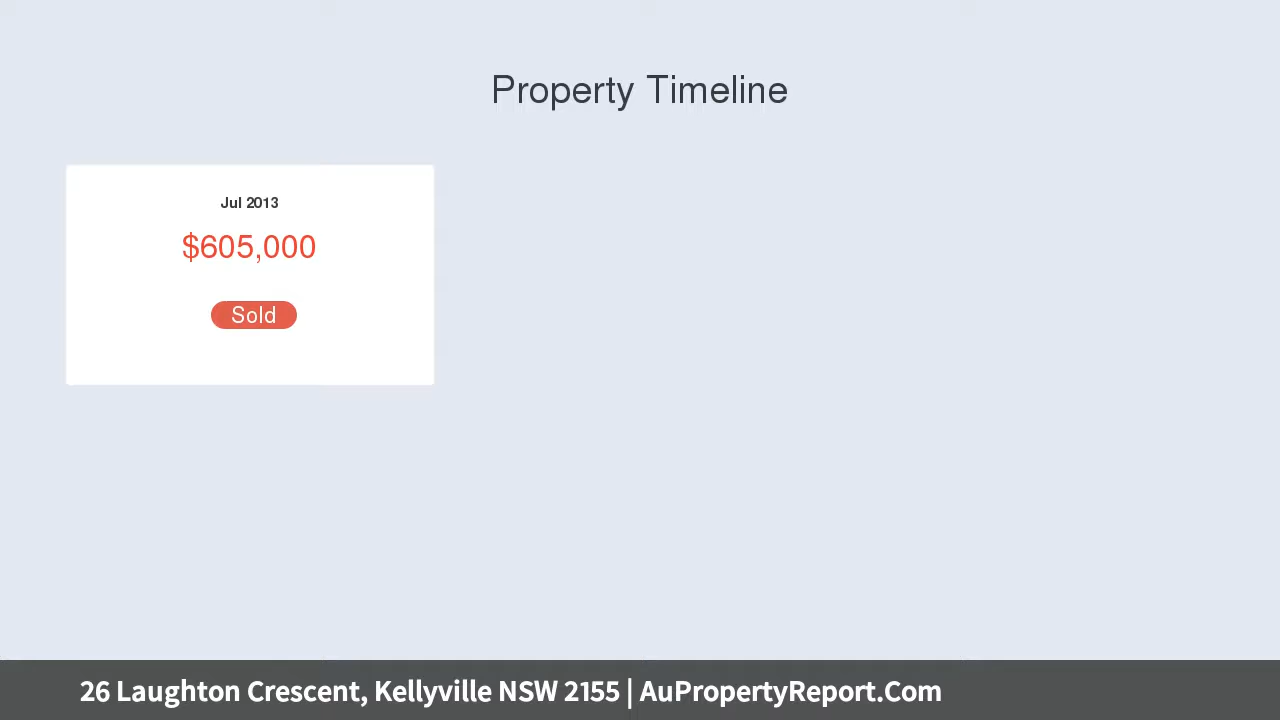 Property Timeline
Jul 2013
$605,000
Sold
26 Laughton Crescent, Kellyville NSW 2155 | AuPropertyReport.Com